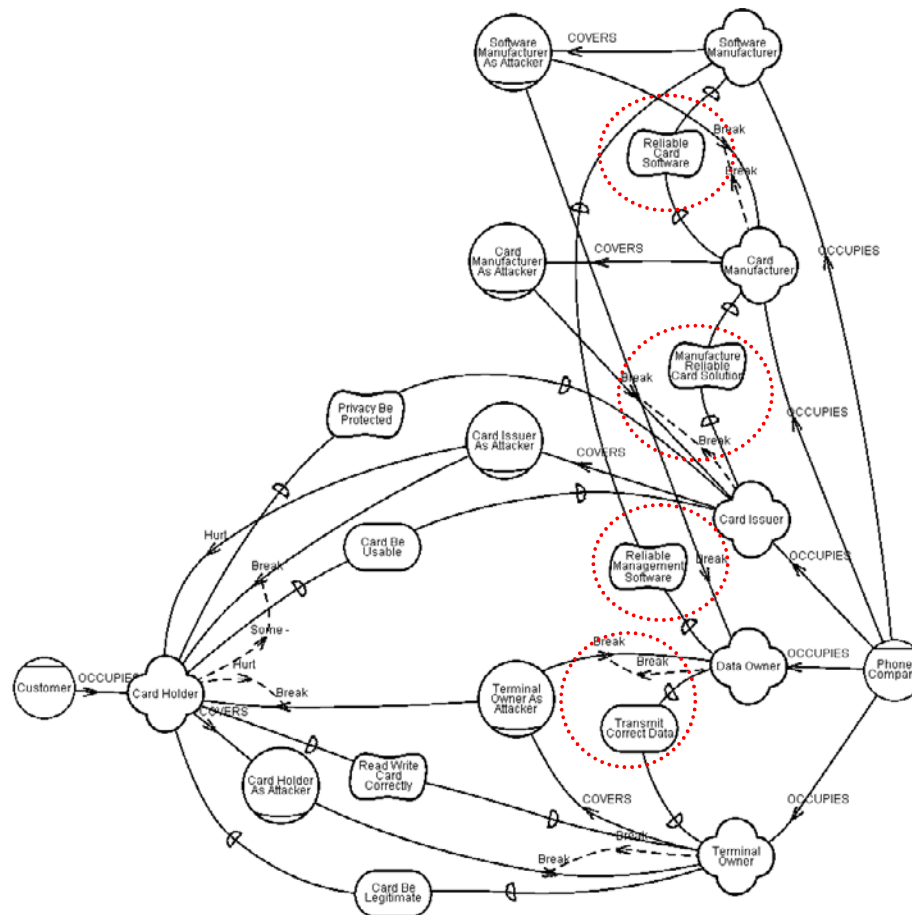 Software
Manufacturer
As Attacker
COVERS
Software
Manufacturer
Break
Reliable
Card
Software
Break
Card
Manufacturer
As Attacker
COVERS
Card
Manufacturer
OCCUPIES
Manufacture
Reliable
Card Solution
Break
Privacy Be
Protected
OCCUPIES
Card Issuer
As Attacker
Break
COVERS
Card Issuer
Hurt
Card Be
Usable
Break
Reliable
Management
Software
Break
OCCUPIES
Some -
Break
OCCUPIES
Customer
OCCUPIES
Card Holder
Hurt
Break
Data Owner
Phone
Compan
Break
Terminal
Owner As
Attacker
COVERS
Transmit
Correct Data
Read Write
Card
Correctly
Card Holder
As Attacker
COVERS
OCCUPIES
Break
Break
Terminal
Owner
Card Be
Legitimate